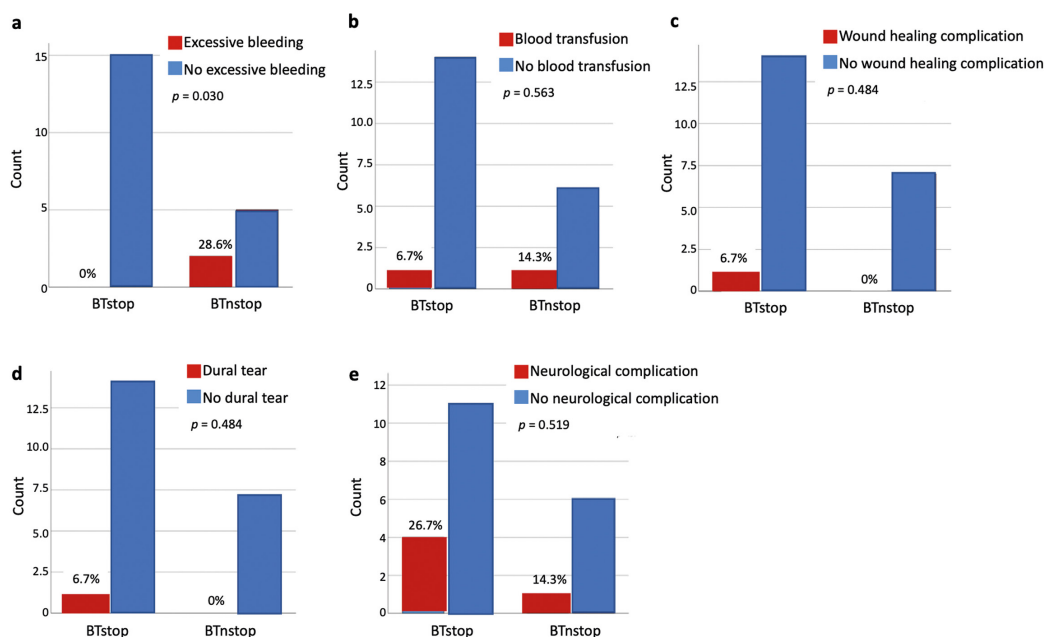 a
Excessive bleeding
No excessive bleeding
p = 0.030
Count
15
10
5
0
0%
28.6%
BTstop
BTnstop
b
Blood transfusion
No blood transfusion
p = 0.563
Count
12.5
10.0
7.5
5.0
2.5
0
6.7%
14.3%
BTstop
BTnstop
c
Wound healing complication
No wound healing complication
p = 0.484
Count
12.5
10.0
7.5
5.0
2.5
0
6.7%
0%
BTstop
BTnstop
d
Dural tear
No dural tear
p = 0.484
Count
12.5
10.0
7.5
5.0
2.5
0
6.7%
0%
BTstop
BTnstop
e
Neurological complication
No neurological complication
p = 0.519
Count
12
10
8
6
4
2
0
26.7%
14.3%
BTstop
BTnstop